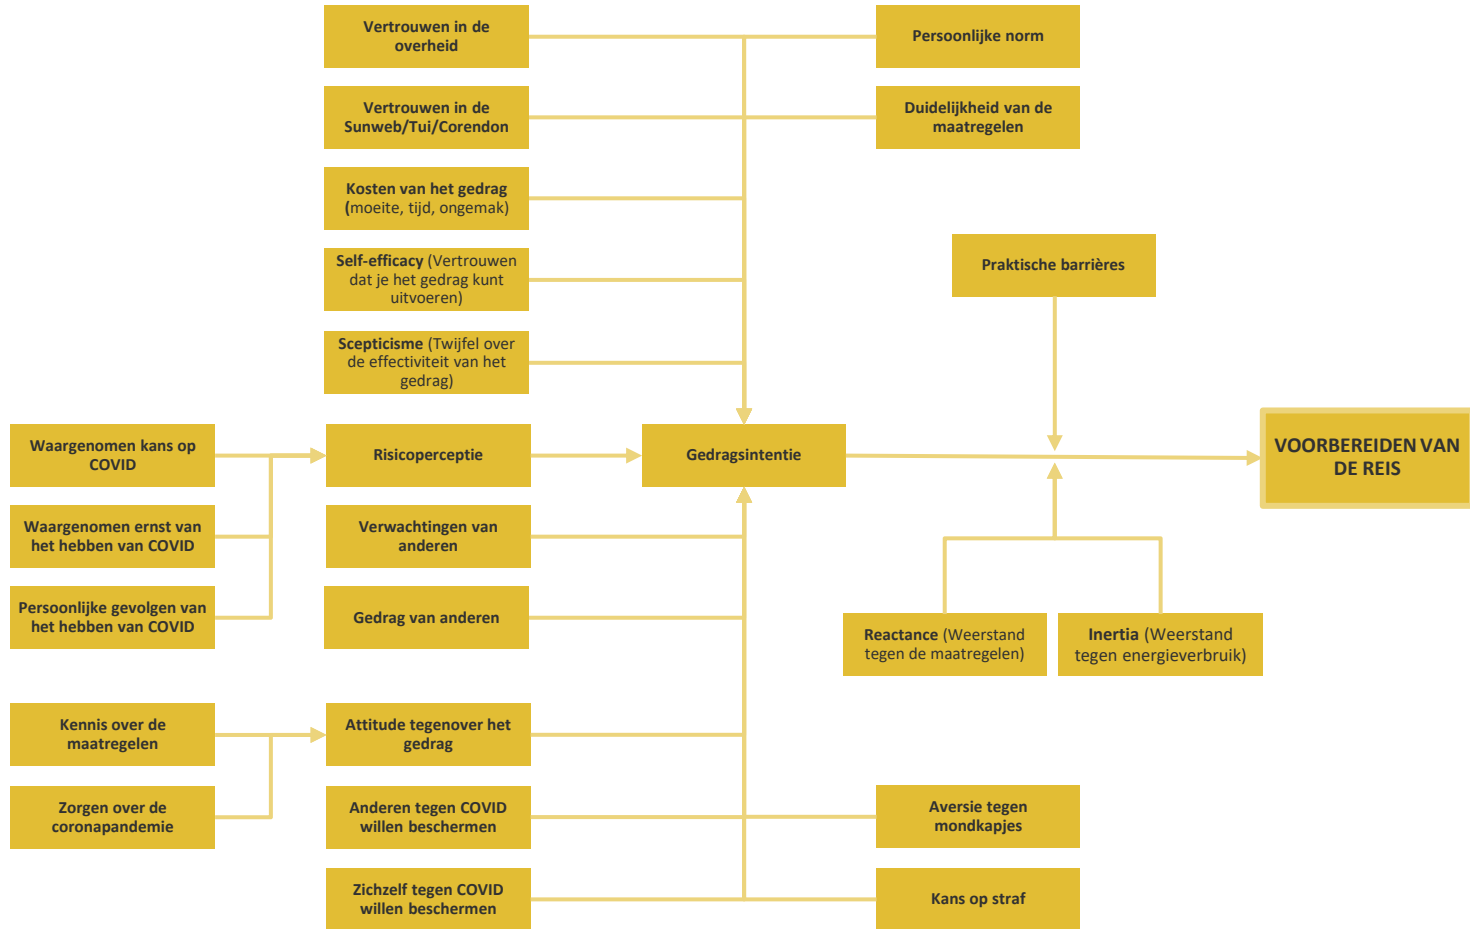 Vertrouwen in de
overheid
Persoonlijke norm
Vertrouwen in de
Sunweb/Tui/Corendon
Duidelijkheid van de
maatregelen
Kosten van het gedrag
(moeite, tijd, ongemak)
Self-efficacy (Vertrouwen
dat je het gedrag kunt
uitvoeren)
Praktische barrières
Scepticisme (Twijfel over
de effectiviteit van het
gedrag)
Waargenomen kans op
COVID
Risicoperceptie
Gedragsintentie
VOORBEREIDEN VAN
DE REIS
Waargenomen ernst van
het hebben van COVID
Verwachtingen van
anderen
Persoonlijke gevolgen van
het hebben van COVID
Gedrag van anderen
Reactance (Weerstand
tegen de maatregelen)
Inertia (Weerstand
tegen energieverbruik)
Kennis over de
maatregelen
Attitude tegenover het
gedrag
Zorgen over de
coronapandemie
Anderen tegen COVID
willen beschermen
Aversie tegen
mondkapjes
Zichzelf tegen COVID
willen beschermen
Kans op straf